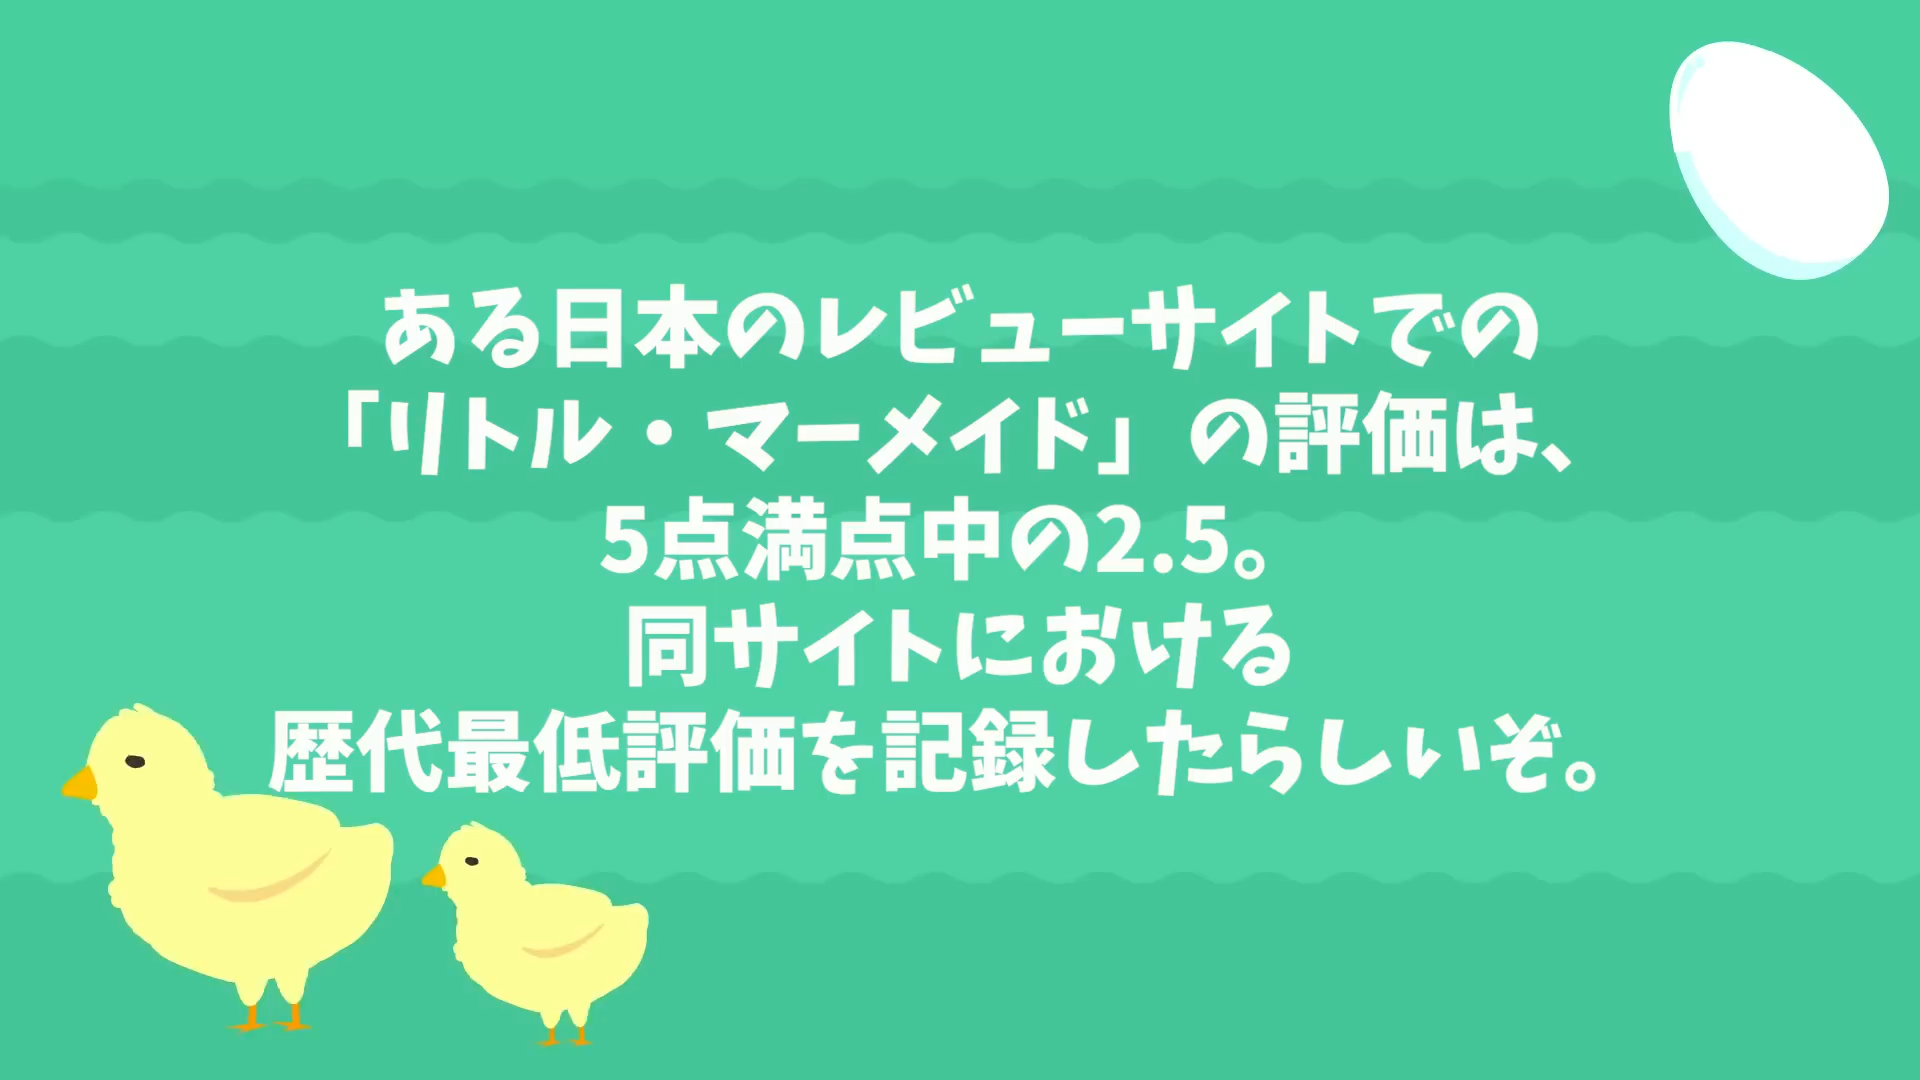 ある日本のレビューサイトでの
「リトル・マーメイド」の評価は、
5点満点中の2.5。
同サイトにおける
歴代最低評価を記録したらしいぞ。